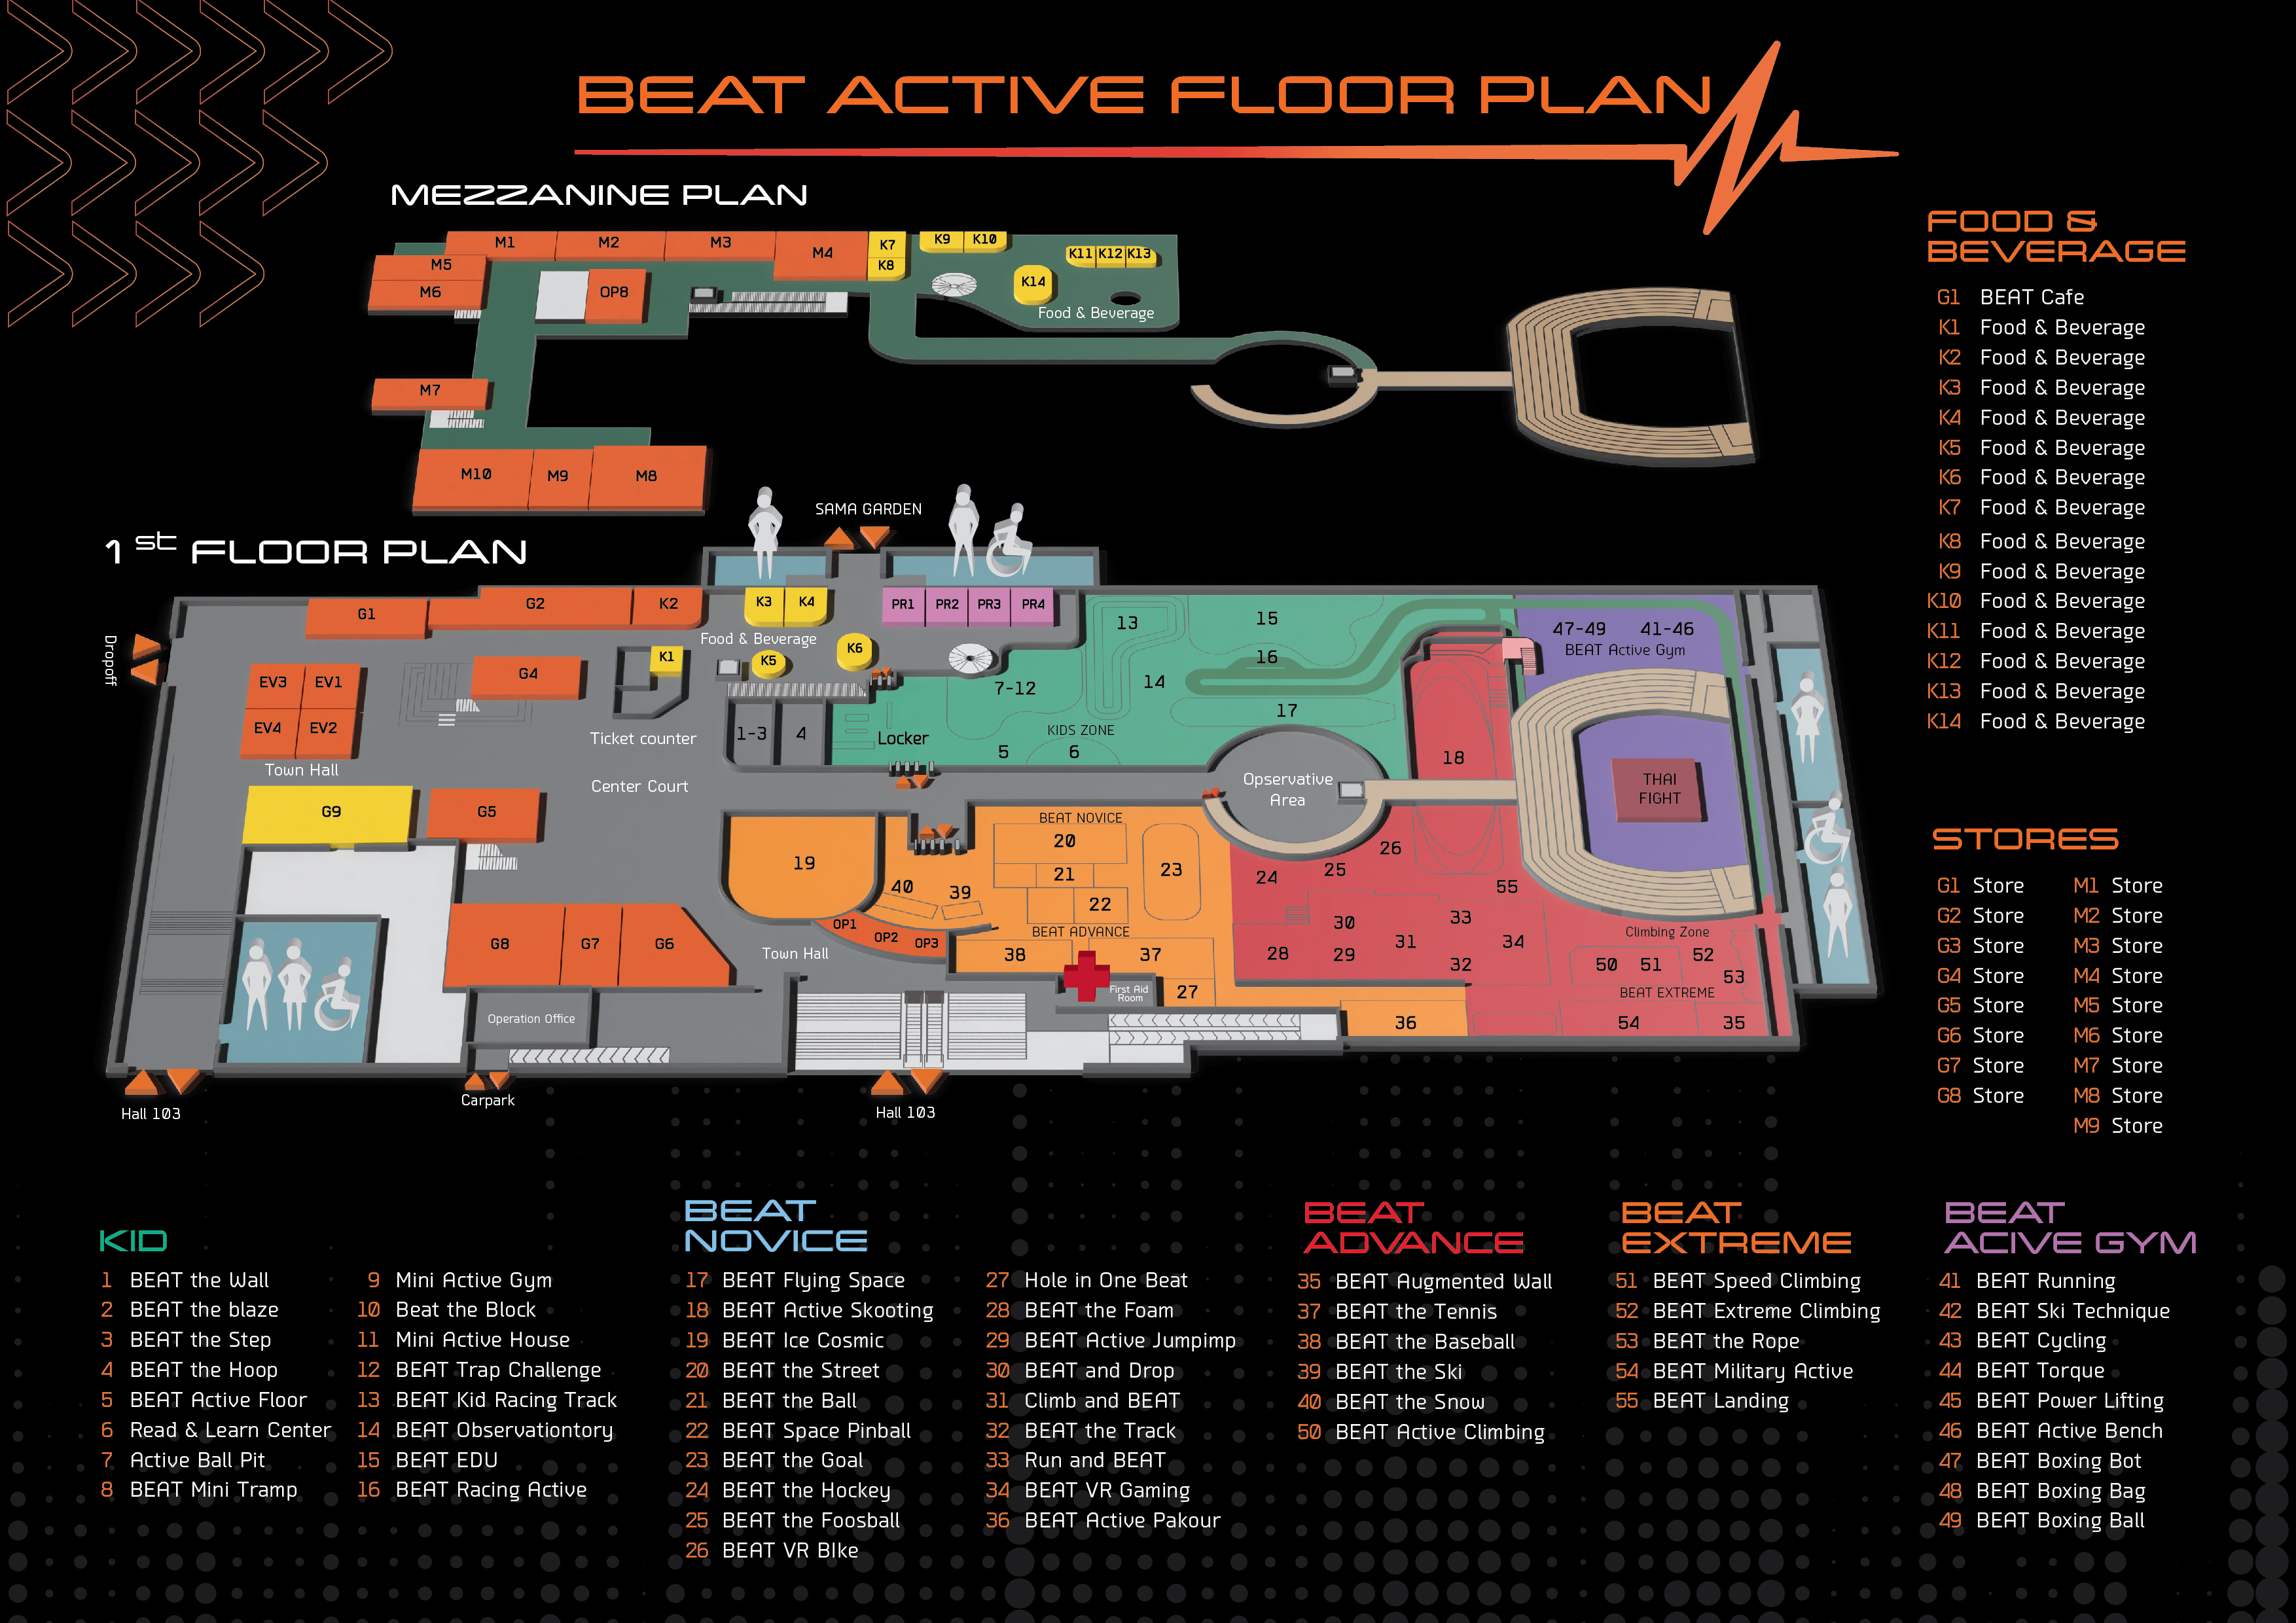 BEAT ACTIVE FLOOR PLAN
MEZZANINE PLAN
M1
M2
M3
M4
K7
K8
K9
K10
K11
K12
K13
K14
Food & Beverage
M5
M6
OP8
M7
M10
M9
M8
1st FLOOR PLAN
SAMA GARDEN
Dropoff
G1
G2
K2
K3
K4
PR1
PR2
PR3
PR4
Food & Beverage
K1
K5
K6
G4
EV3
EV1
EV4
EV2
Town Hall
Ticket counter
Center Court
1-3
4
Locker
5
6
KIDS ZONE
7-12
13
14
15
16
17
18
47-49
41-46
BEAT Active Gym
THAI
FIGHT
Opservative
Area
G9
G5
G8
G7
G6
19
40
39
OP1
OP2
OP3
Town Hall
BEAT NOVICE
20
21
22
23
BEAT ADVANCE
38
37
First Aid
Room
27
24
25
26
55
28
30
29
31
33
32
34
36
Climbing Zone
50
51
52
53
BEAT EXTREME
54
35
Operation Office
Hall 103
Carpark
Hall 103
FOOD &
BEVERAGE
G1 BEAT Cafe
K1 Food & Beverage
K2 Food & Beverage
K3 Food & Beverage
K4 Food & Beverage
K5 Food & Beverage
K6 Food & Beverage
K7 Food & Beverage
K8 Food & Beverage
K9 Food & Beverage
K10 Food & Beverage
K11 Food & Beverage
K12 Food & Beverage
K13 Food & Beverage
K14 Food & Beverage
STORES
G1 Store
G2 Store
G3 Store
G4 Store
G5 Store
G6 Store
G7 Store
G8 Store
M1 Store
M2 Store
M3 Store
M4 Store
M5 Store
M6 Store
M7 Store
M8 Store
M9 Store
KID
1 BEAT the Wall
2 BEAT the blaze
3 BEAT the Step
4 BEAT the Hoop
5 BEAT Active Floor
6 Read & Learn Center
7 Active Ball Pit
8 BEAT Mini Tramp
9 Mini Active Gym
10 Beat the Block
11 Mini Active House
12 BEAT Trap Challenge
13 BEAT Kid Racing Track
14 BEAT Observationtory
15 BEAT EDU
16 BEAT Racing Active
BEAT
NOVICE
17 BEAT Flying Space
18 BEAT Active Skooting
19 BEAT Ice Cosmic
20 BEAT the Street
21 BEAT the Ball
22 BEAT Space Pinball
23 BEAT the Goal
24 BEAT the Hockey
25 BEAT the Foosball
26 BEAT VR BIke
27 Hole in One Beat
28 BEAT the Foam
29 BEAT Active Jumpimp
30 BEAT and Drop
31 Climb and BEAT
32 BEAT the Track
33 Run and BEAT
34 BEAT VR Gaming
36 BEAT Active Pakour
BEAT
ADVANCE
35 BEAT Augmented Wall
37 BEAT the Tennis
38 BEAT the Baseball
39 BEAT the Ski
40 BEAT the Snow
50 BEAT Active Climbing
BEAT
EXTREME
51 BEAT Speed Climbing
52 BEAT Extreme Climbing
53 BEAT the Rope
54 BEAT Military Active
55 BEAT Landing
BEAT
ACIVE GYM
41 BEAT Running
42 BEAT Ski Technique
43 BEAT Cycling
44 BEAT Torque
45 BEAT Power Lifting
46 BEAT Active Bench
47 BEAT Boxing Bot
48 BEAT Boxing Bag
49 BEAT Boxing Ball